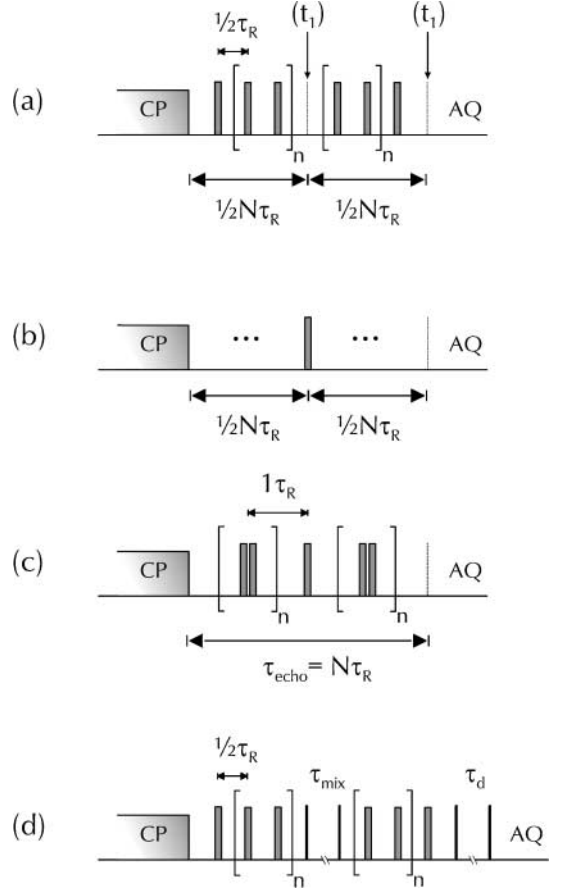 ½τR (t1) (t1)
(a) CP n n AQ
½NτR ½NτR
(b) CP ••• ••• AQ
½NτR ½NτR
1τR
(c) CP n n AQ
τecho= NτR
½τR τmix τd
(d) CP n n AQ